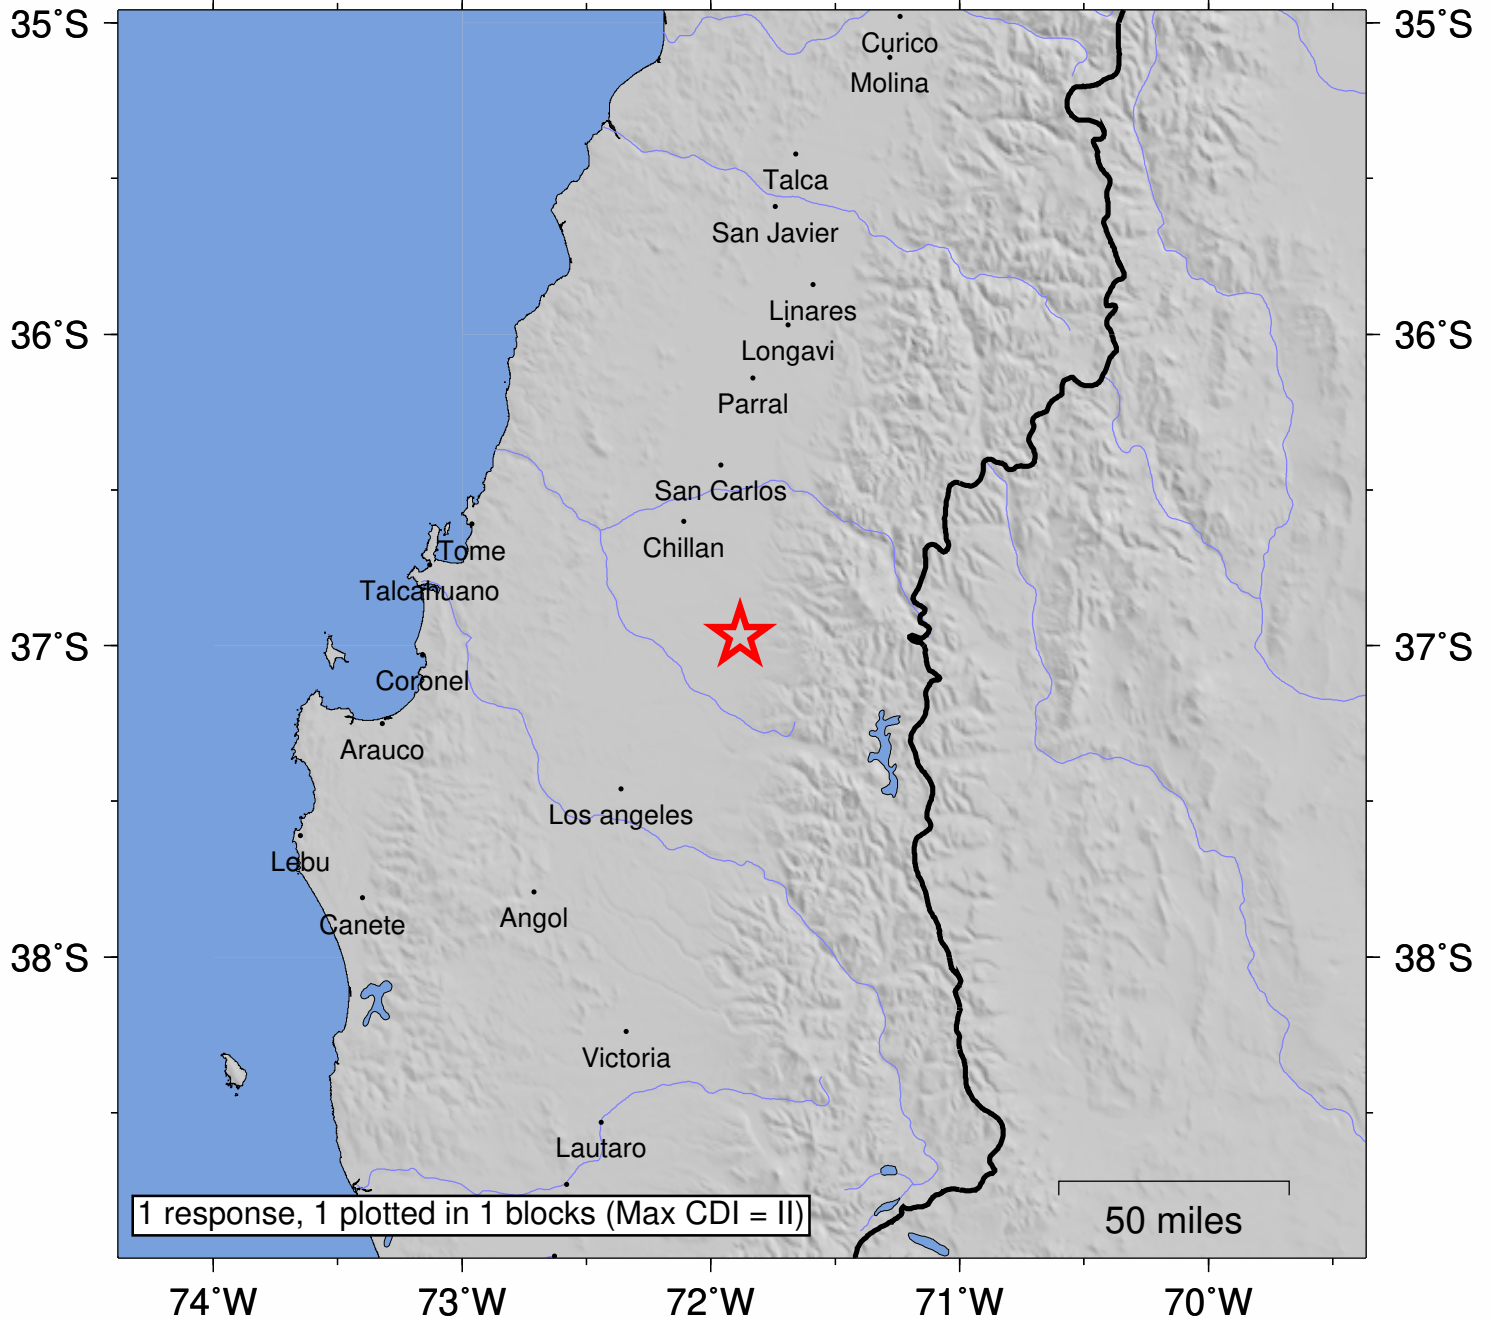 35°S
35°S
Curico
Molina
Talca
San Javier
Linares
36°S
36°S
Longavi
Parral
San Carlos
Chillan
Tome
Talcahuano
37°S
37°S
Coronel
Arauco
Los angeles
Lebu
Canete
Angol
38°S
38°S
Victoria
Lautaro
1 response, 1 plotted in 1 blocks (Max CDI = II)
50 miles
74°W
73°W
72°W
71°W
70°W